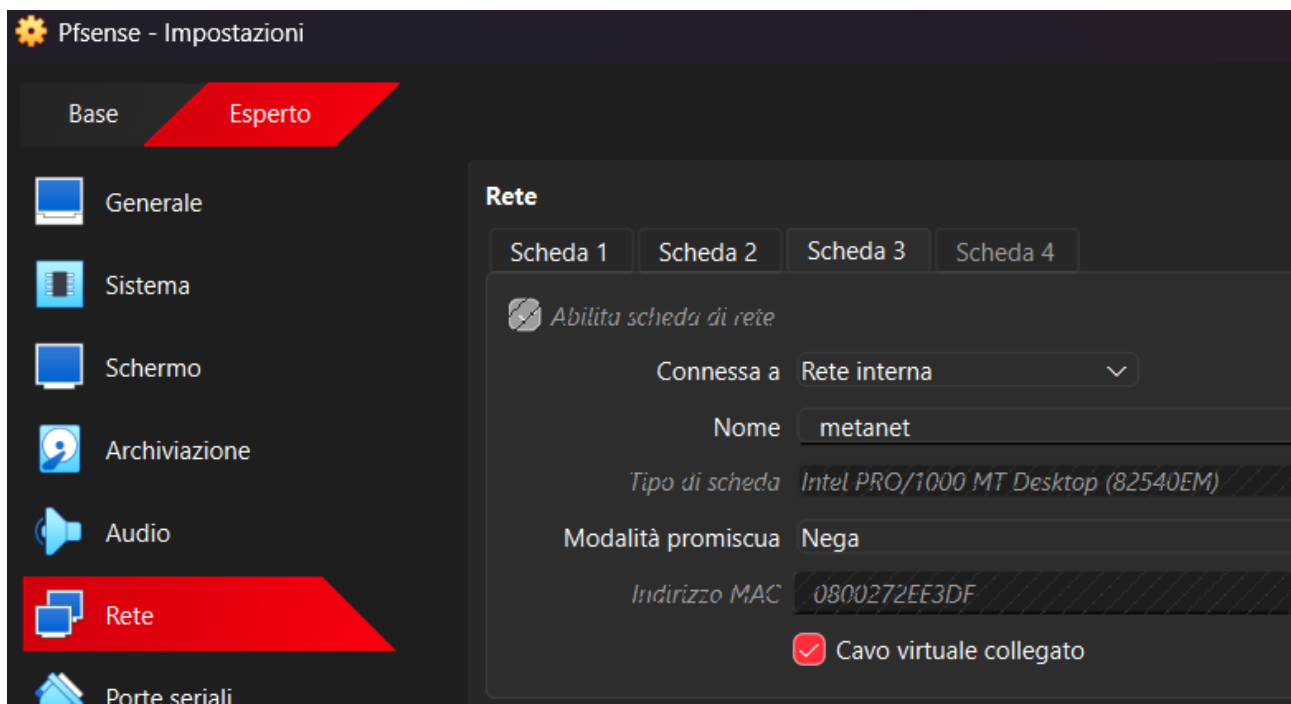 Pfsense - Impostazioni
Base
Esperto
Generale
Sistema
Schermo
Archiviazione
Audio
Rete
Porte seriali
Rete
Scheda 1
Scheda 2
Scheda 3
Scheda 4
Abilita scheda di rete
Connessa a Rete interna
Nome metanet
Tipo di scheda Intel PRO/1000 MT Desktop (82540EM)
Modalità promiscua Nega
Indirizzo MAC 0800272EE3DF
Cavo virtuale collegato